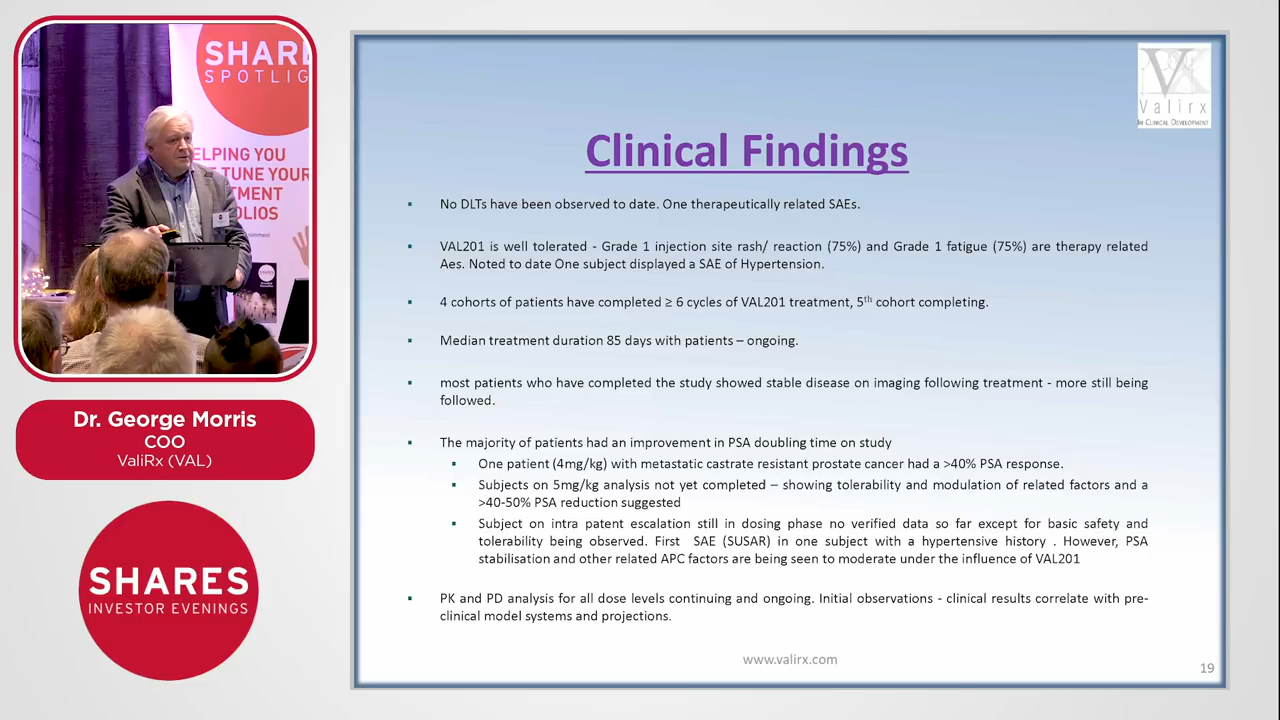 SHAR
SPOTLIG
ELPING YOU
E TUNE YOUR
TMENT
OLIOS
Dr. George Morris
COO
ValiRx (VAL)
SHARES
INVESTOR EVENINGS
V
Valirx
IN CLINICAL DEVELOPMENT
Clinical Findings
▪ No DLTs have been observed to date. One therapeutically related SAEs.
▪ VAL201 is well tolerated - Grade 1 injection site rash/ reaction (75%) and Grade 1 fatigue (75%) are therapy related
Aes. Noted to date One subject displayed a SAE of Hypertension.
▪ 4 cohorts of patients have completed ≥ 6 cycles of VAL201 treatment, 5th cohort completing.
▪ Median treatment duration 85 days with patients – ongoing.
▪ most patients who have completed the study showed stable disease on imaging following treatment - more still being
followed.
▪ The majority of patients had an improvement in PSA doubling time on study
▪ One patient (4mg/kg) with metastatic castrate resistant prostate cancer had a >40% PSA response.
▪ Subjects on 5mg/kg analysis not yet completed – showing tolerability and modulation of related factors and a
>40-50% PSA reduction suggested
▪ Subject on intra patent escalation still in dosing phase no verified data so far except for basic safety and
tolerability being observed. First SAE (SUSAR) in one subject with a hypertensive history . However, PSA
stabilisation and other related APC factors are being seen to moderate under the influence of VAL201
▪ PK and PD analysis for all dose levels continuing and ongoing. Initial observations - clinical results correlate with pre-
clinical model systems and projections.
www.valirx.com
19